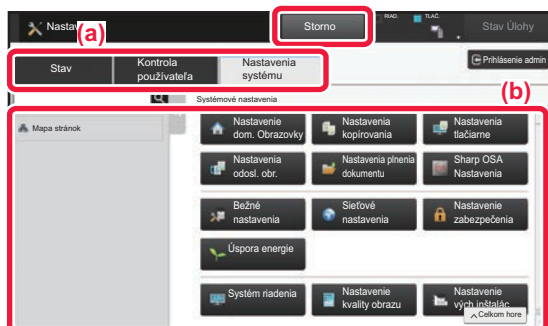 Nastav
Storno
RIAD.
TLAČ.
Stav Úlohy
(a)
Stav
Kontrola
používateľa
Nastavenia
systému
Prihlásenie admin
(b)
Systémové nastavenia
Mapa stránok
Nastavenie
dom. Obrazovky
Nastavenia
kopírovania
Nastavenia
tlačiarne
Nastavenia
odosl. obr.
Nastavenia plnenia
dokumentu
Sharp OSA
Nastavenia
Bežné
nastavenia
Sieťové
nastavenia
Nastavenie
zabezpečenia
Úspora energie
Systém riadenia
Nastavenie
kvality obrazu
Nastavenie
vých.inštalác
Celkom hore